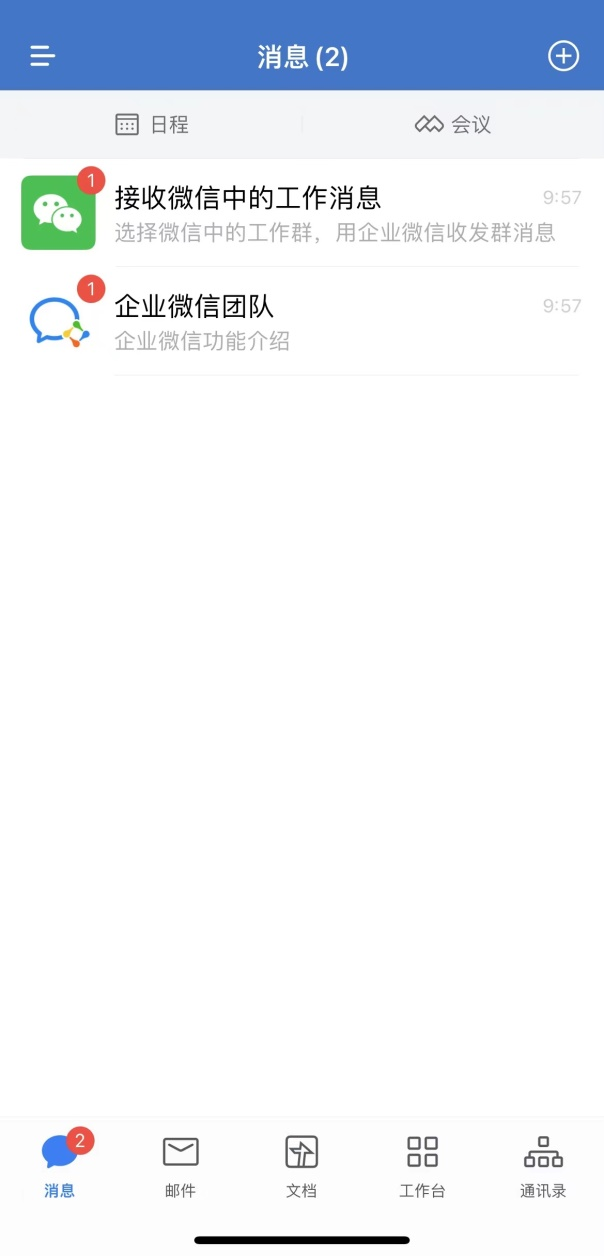 消息 (2)
日程
会议
1
接收微信中的工作消息
9:57
选择微信中的工作群，用企业微信收发群消息
1
企业微信团队
9:57
企业微信功能介绍
2
消息
邮件
文档
工作台
通讯录